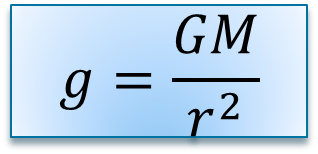 g = GM / r²